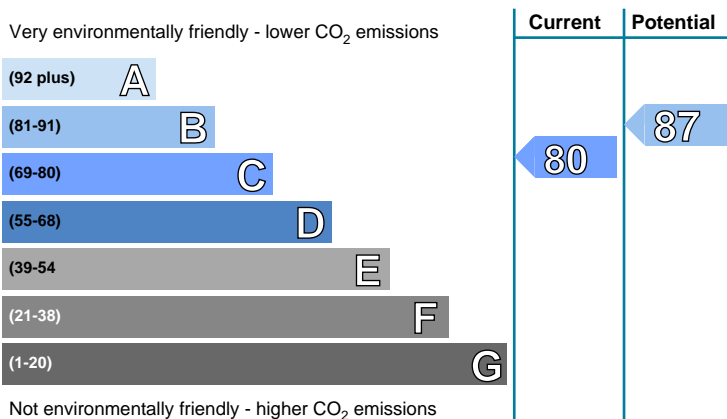 Current Potential
Very environmentally friendly - lower CO2 emissions
(92 plus) A
(81-91) B
87
(69-80) C
80
(55-68) D
(39-54 E
(21-38) F
(1-20) G
Not environmentally friendly - higher CO2 emissions